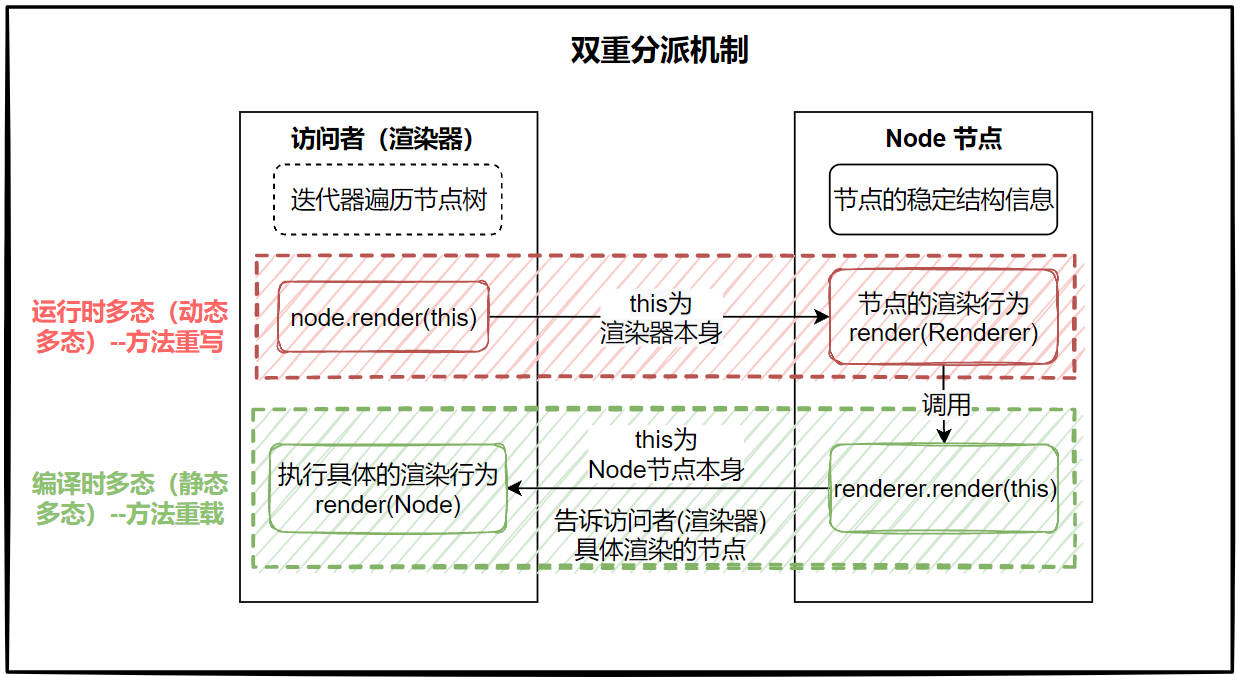 双重分派机制
访问者（渲染器）
迭代器遍历节点树
Node 节点
节点的稳定结构信息
运行时多态（动态
多态）--方法重写
node.render(this)
this为
渲染器本身
节点的渲染行为
render(Renderer)
调用
编译时多态（静态
多态）--方法重载
执行具体的渲染行为
render(Node)
this为
Node节点本身
告诉访问者(渲染器)
具体渲染的节点
renderer.render(this)